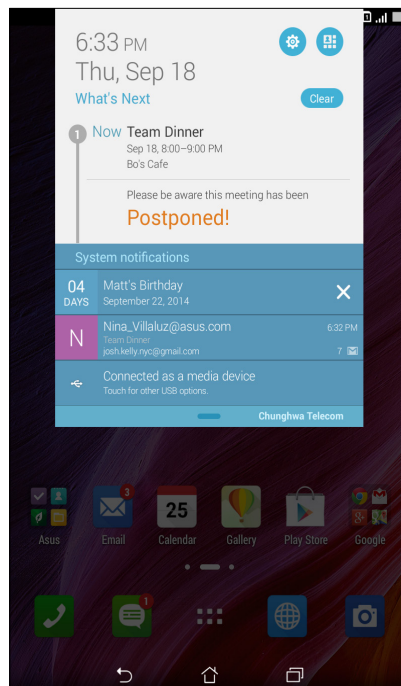 6:33 PM
Thu, Sep 18
What's Next
Clear
1 Now Team Dinner
Sep 18, 8:00–9:00 PM
Bo's Cafe
Please be aware this meeting has been
Postponed!
System notifications
04 Matt's Birthday
DAYS September 22, 2014
N Nina_Villaluz@asus.com 6:32 PM
Team Dinner
josh.kelly.nyc@gmail.com 7
Connected as a media device
Touch for other USB options.
Chunghwa Telecom
3
25
Asus Email Calendar Gallery Play Store Google
1